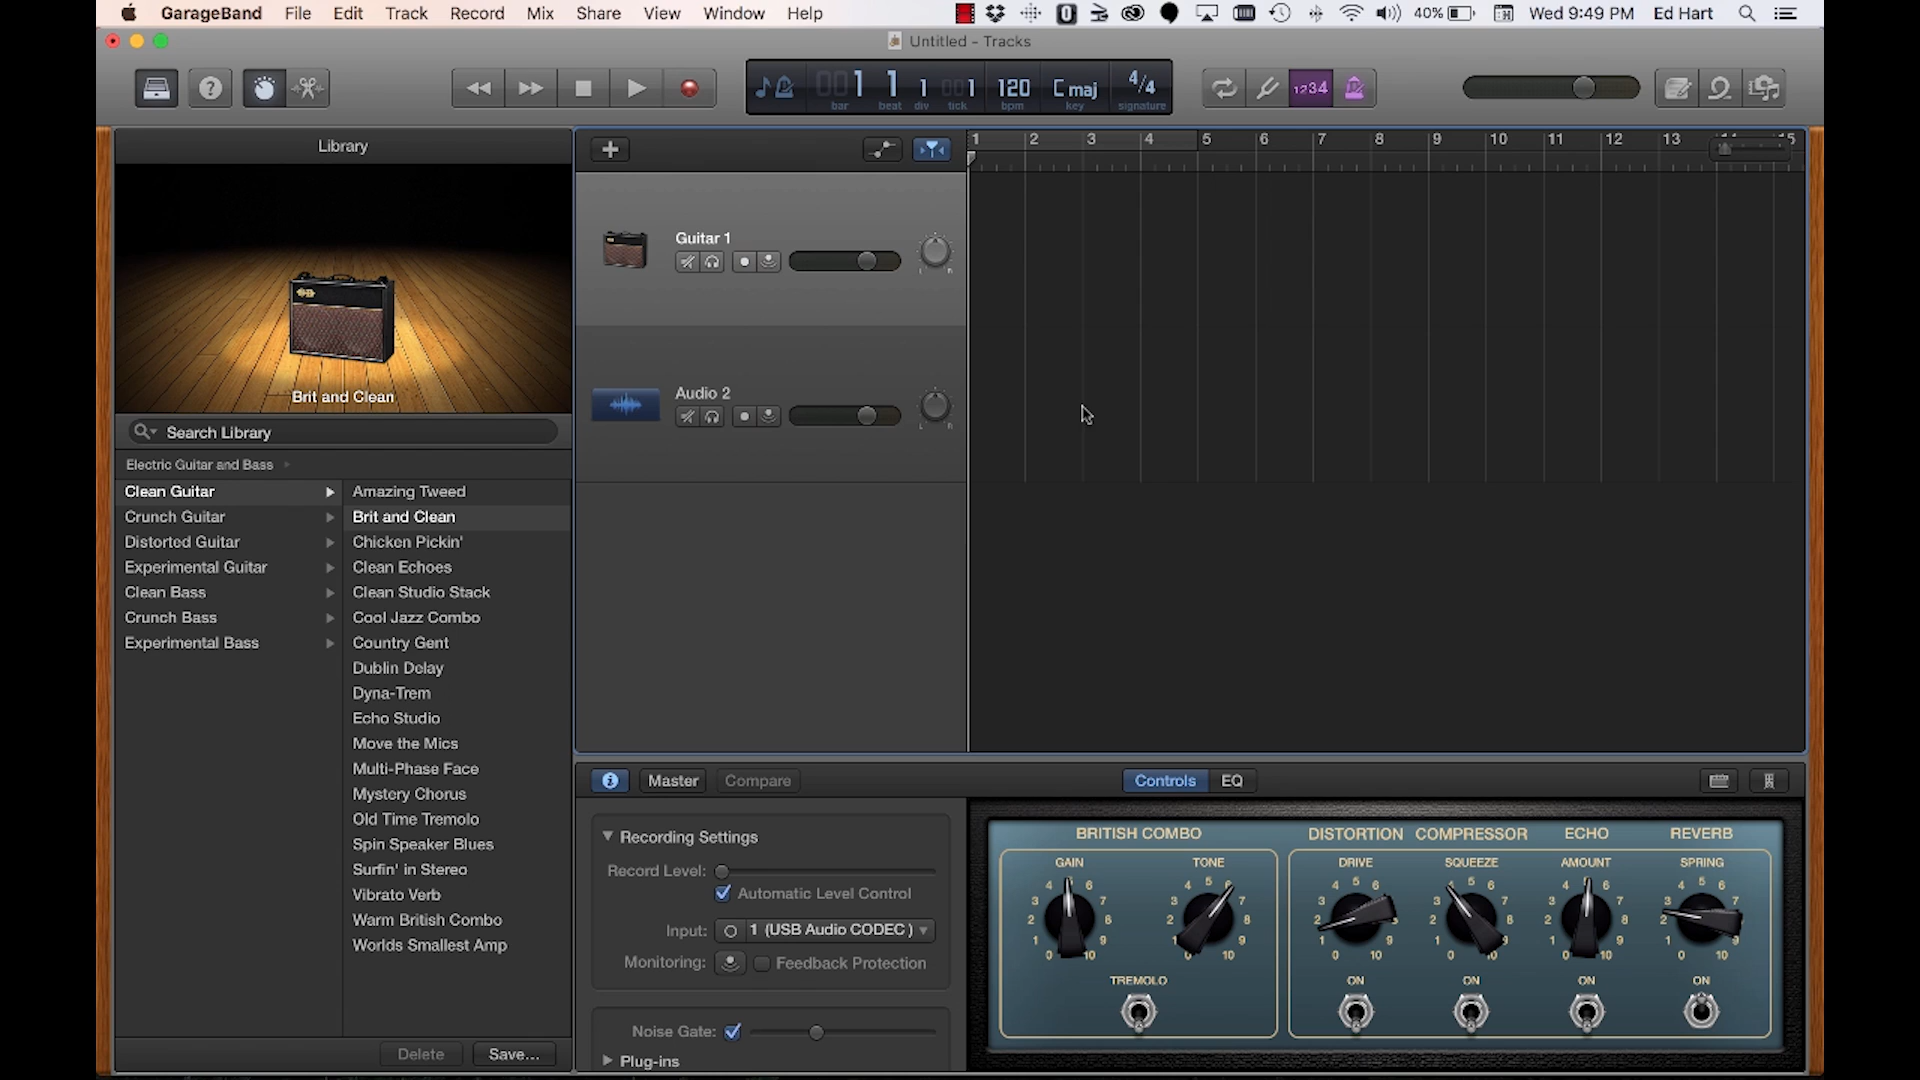 GarageBand File Edit Track Record Mix Share View Window Help 40% Wed 9:49 PM Ed Hart
Untitled - Tracks
001 1 1 001 120 C maj 4/4
bar beat div tick bpm key signature
1234
Library
1 2 3 4 5 6 7 8 9 10 11 12 13
Brit and Clean
Guitar 1
L R
Audio 2
L R
Search Library
Electric Guitar and Bass
Clean Guitar
Crunch Guitar
Distorted Guitar
Experimental Guitar
Clean Bass
Crunch Bass
Experimental Bass
Amazing Tweed
Brit and Clean
Chicken Pickin'
Clean Echoes
Clean Studio Stack
Cool Jazz Combo
Country Gent
Dublin Delay
Dyna-Trem
Echo Studio
Move the Mics
Multi-Phase Face
Mystery Chorus
Old Time Tremolo
Spin Speaker Blues
Surfin' in Stereo
Vibrato Verb
Warm British Combo
Worlds Smallest Amp
Delete Save...
Master Compare Controls EQ
Recording Settings
Record Level:
Automatic Level Control
Input: 1 (USB Audio CODEC )
Monitoring: Feedback Protection
Noise Gate:
Plug-ins
BRITISH COMBO DISTORTION COMPRESSOR ECHO REVERB
GAIN TONE DRIVE SQUEEZE AMOUNT SPRING
TREMOLO ON ON ON ON